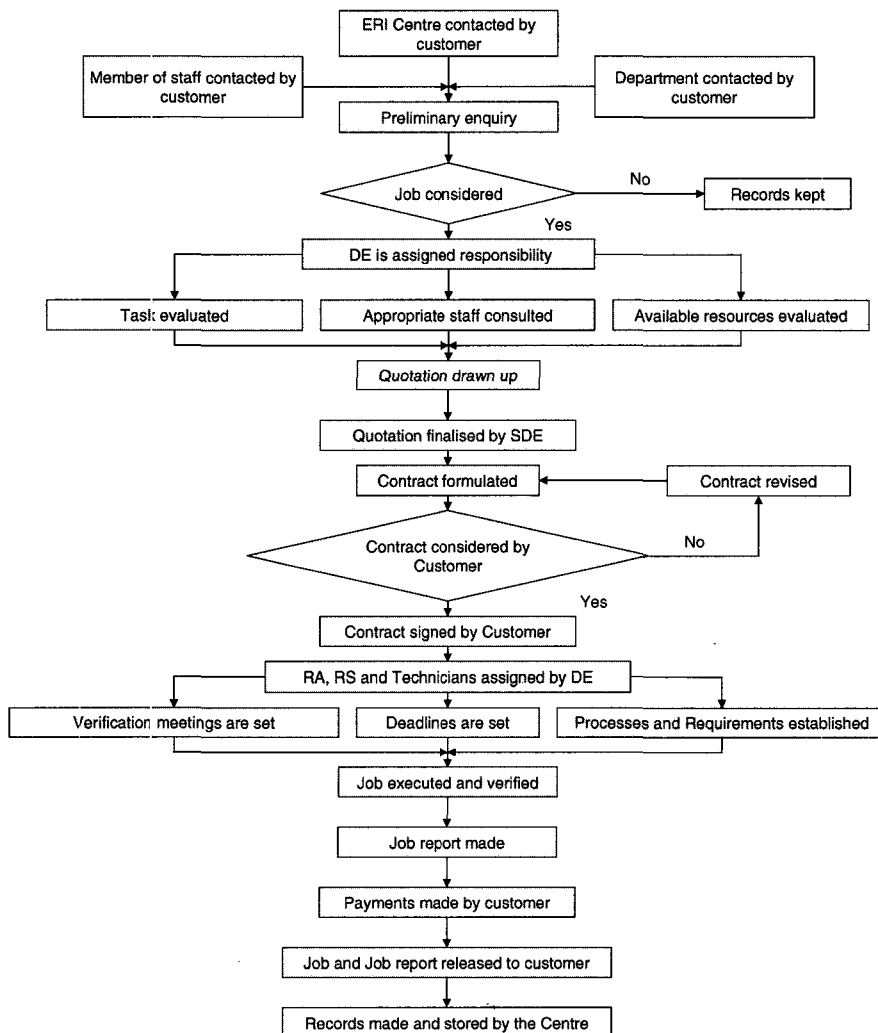 ERI Centre contacted by
customer
Member of staff contacted by
customer
Department contacted by
customer
Preliminary enquiry
Job considered
No
Records kept
Yes
DE is assigned responsibility
Task evaluated
Appropriate staff consulted
Available resources evaluated
Quotation drawn up
Quotation finalised by SDE
Contract formulated
Contract revised
Contract considered by
Customer
No
Yes
Contract signed by Customer
RA, RS and Technicians assigned by DE
Verification meetings are set
Deadlines are set
Processes and Requirements established
Job executed and verified
Job report made
Payments made by customer
Job and Job report released to customer
Records made and stored by the Centre